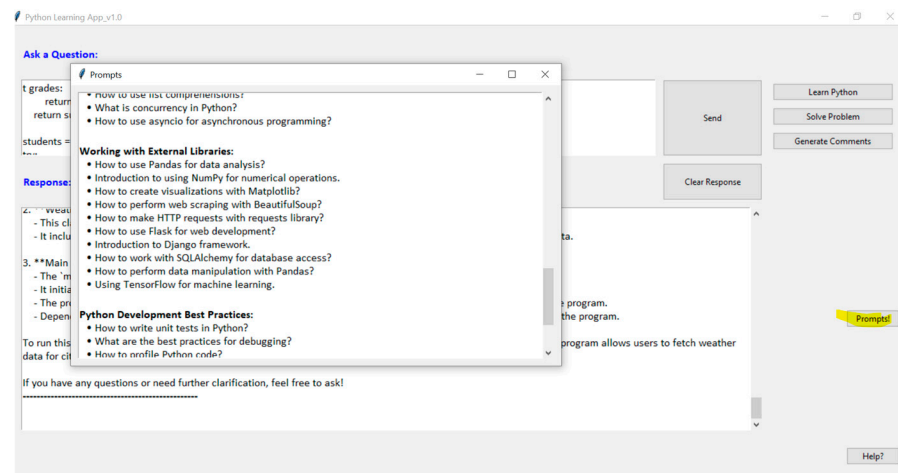 Python Learning App_v1.0
Ask a Question:
t grades:
return
return s
students =
Send
Learn Python
Solve Problem
Generate Comments
Prompts
• How to use list comprehensions?
• What is concurrency in Python?
• How to use asyncio for asynchronous programming?
Working with External Libraries:
• How to use Pandas for data analysis?
• Introduction to using NumPy for numerical operations.
• How to create visualizations with Matplotlib?
• How to perform web scraping with BeautifulSoup?
• How to make HTTP requests with requests library?
• How to use Flask for web development?
• Introduction to Django framework.
• How to work with SQLAlchemy for database access?
• How to perform data manipulation with Pandas?
• Using TensorFlow for machine learning.
Python Development Best Practices:
• How to write unit tests in Python?
• What are the best practices for debugging?
• How to profile Python code?
Response:
Clear Response
2. **Weat
- This cl
- It inclu ta.
3. **Main
- The `m
- It initia
- The pr e program.
- Depen the program.
To run this program allows users to fetch weather
data for cit
If you have any questions or need further clarification, feel free to ask!
--------------------------------------------------
Prompts!
Help?